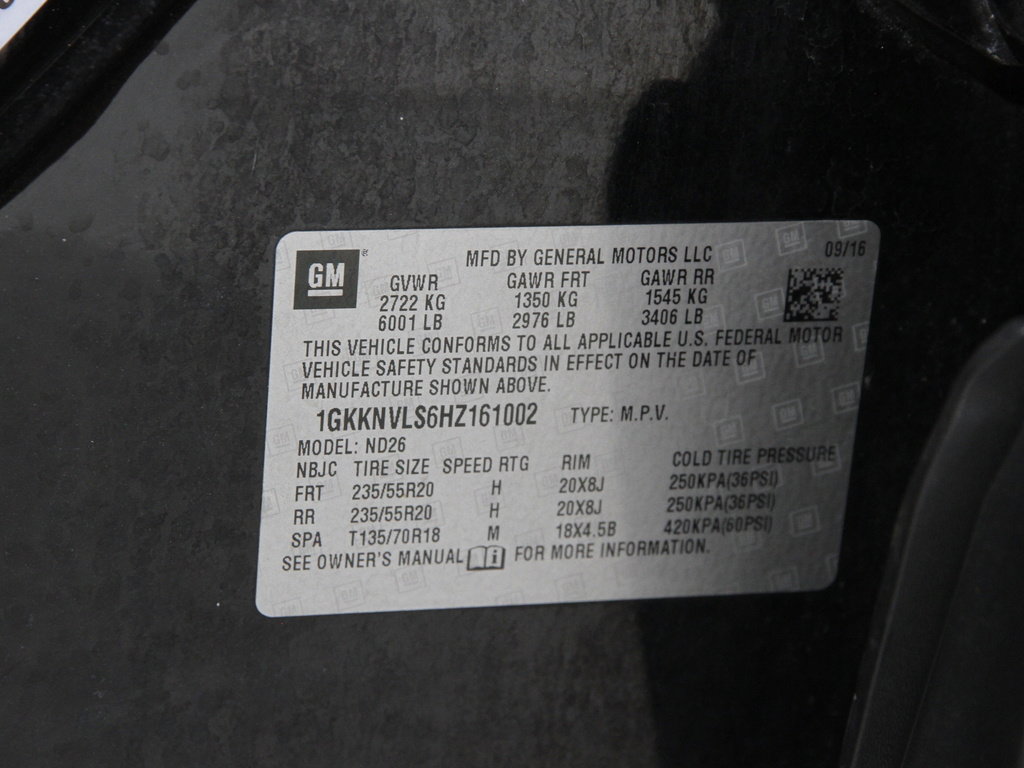 GM
MFD BY GENERAL MOTORS LLC 09/16
GVWR GAWR FRT GAWR RR
2722 KG 1350 KG 1545 KG
6001 LB 2976 LB 3406 LB
THIS VEHICLE CONFORMS TO ALL APPLICABLE U.S. FEDERAL MOTOR
VEHICLE SAFETY STANDARDS IN EFFECT ON THE DATE OF
MANUFACTURE SHOWN ABOVE.
1GKKNVLS6HZ161002 TYPE: M.P.V.
MODEL: ND26
NBJC TIRE SIZE SPEED RTG RIM COLD TIRE PRESSURE
FRT 235/55R20 H 20X8J 250KPA(36PSI)
RR 235/55R20 H 20X8J 250KPA(36PSI)
SPA T135/70R18 M 18X4.5B 420KPA(60PSI)
SEE OWNER'S MANUAL i FOR MORE INFORMATION.